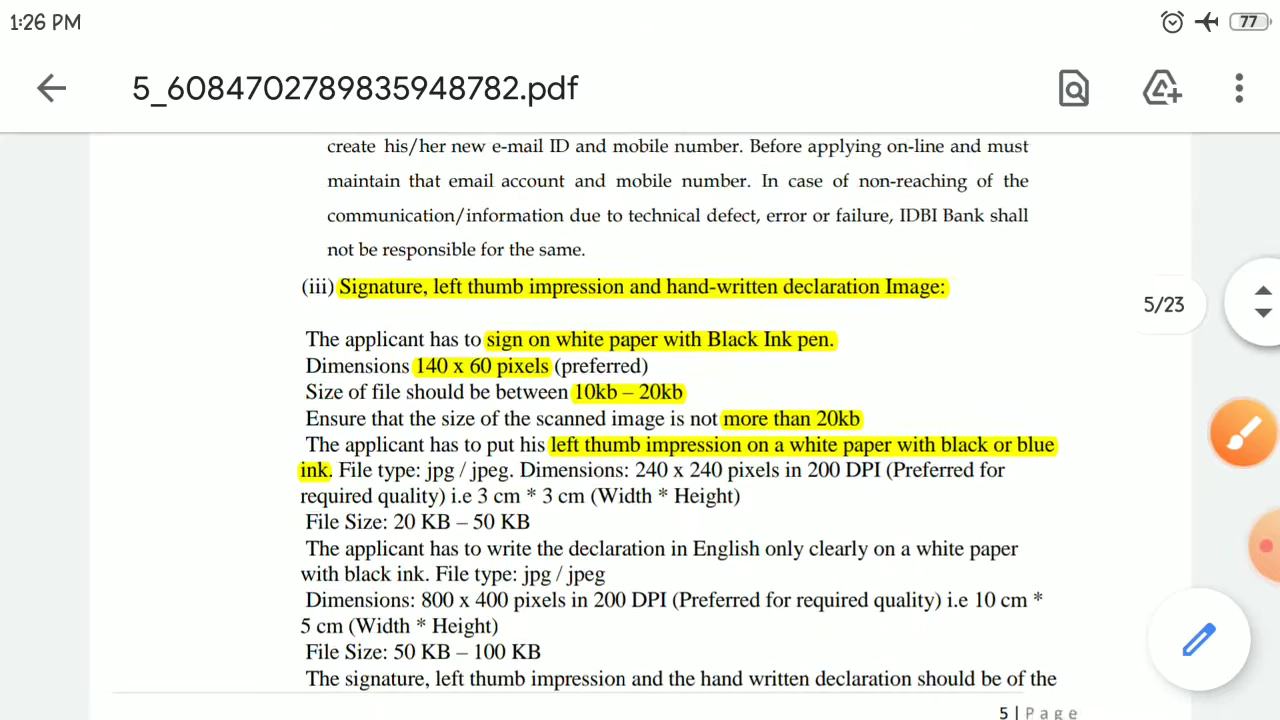 1:26 PM
77
5_6084702789835948782.pdf
create his/her new e-mail ID and mobile number. Before applying on-line and must
maintain that email account and mobile number. In case of non-reaching of the
communication/information due to technical defect, error or failure, IDBI Bank shall
not be responsible for the same.
(iii) Signature, left thumb impression and hand-written declaration Image:
5/23
The applicant has to sign on white paper with Black Ink pen.
Dimensions 140 x 60 pixels (preferred)
Size of file should be between 10kb – 20kb
Ensure that the size of the scanned image is not more than 20kb
The applicant has to put his left thumb impression on a white paper with black or blue
ink. File type: jpg / jpeg. Dimensions: 240 x 240 pixels in 200 DPI (Preferred for
required quality) i.e 3 cm * 3 cm (Width * Height)
File Size: 20 KB – 50 KB
The applicant has to write the declaration in English only clearly on a white paper
with black ink. File type: jpg / jpeg
Dimensions: 800 x 400 pixels in 200 DPI (Preferred for required quality) i.e 10 cm *
5 cm (Width * Height)
File Size: 50 KB – 100 KB
The signature, left thumb impression and the hand written declaration should be of the
5 | Page